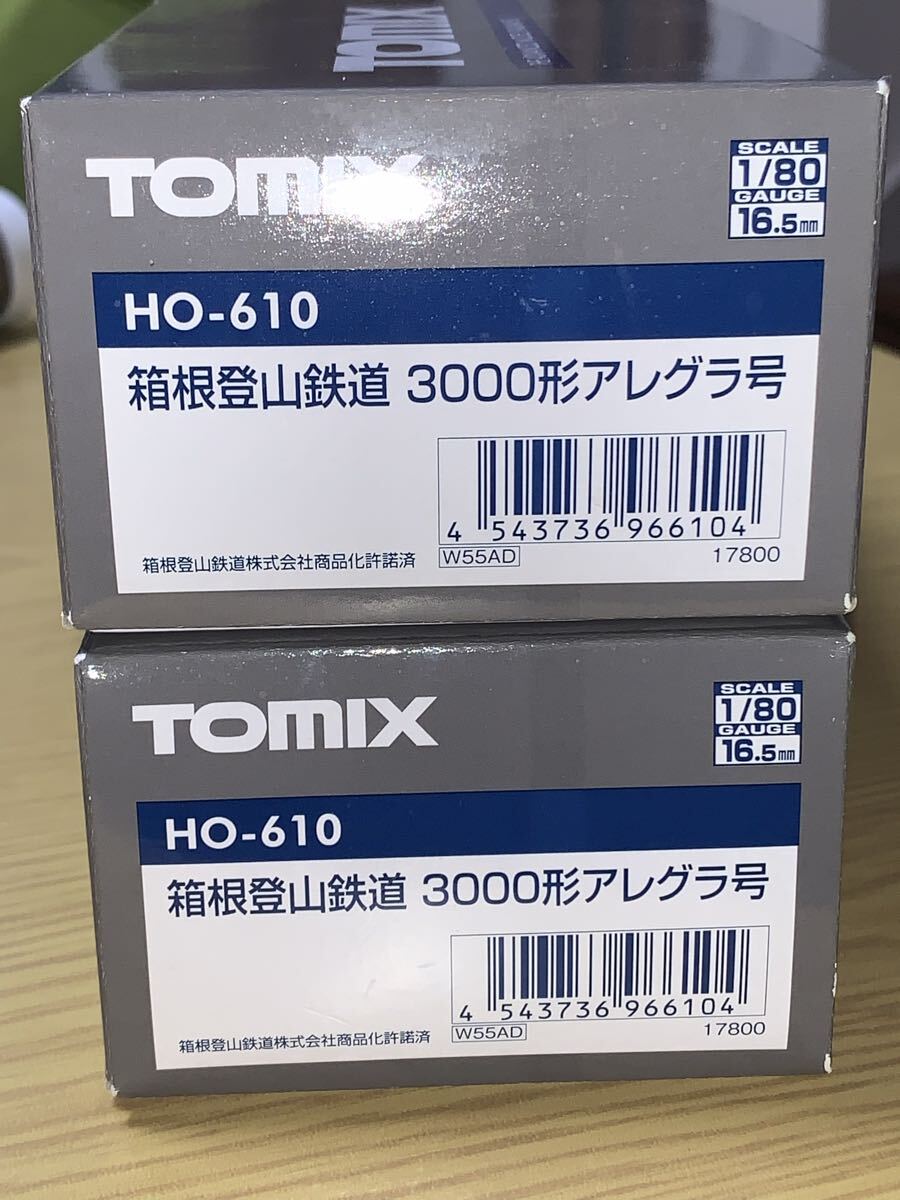 TOMIX
TOMIX
SCALE
1/80
GAUGE
16.5mm
HO-610
箱根登山鉄道 3000形アレグラ号
4 543736 966104
箱根登山鉄道株式会社商品化許諾済
W55AD
17800
TOMIX
SCALE
1/80
GAUGE
16.5mm
HO-610
箱根登山鉄道 3000形アレグラ号
4 543736 966104
箱根登山鉄道株式会社商品化許諾済
W55AD
17800